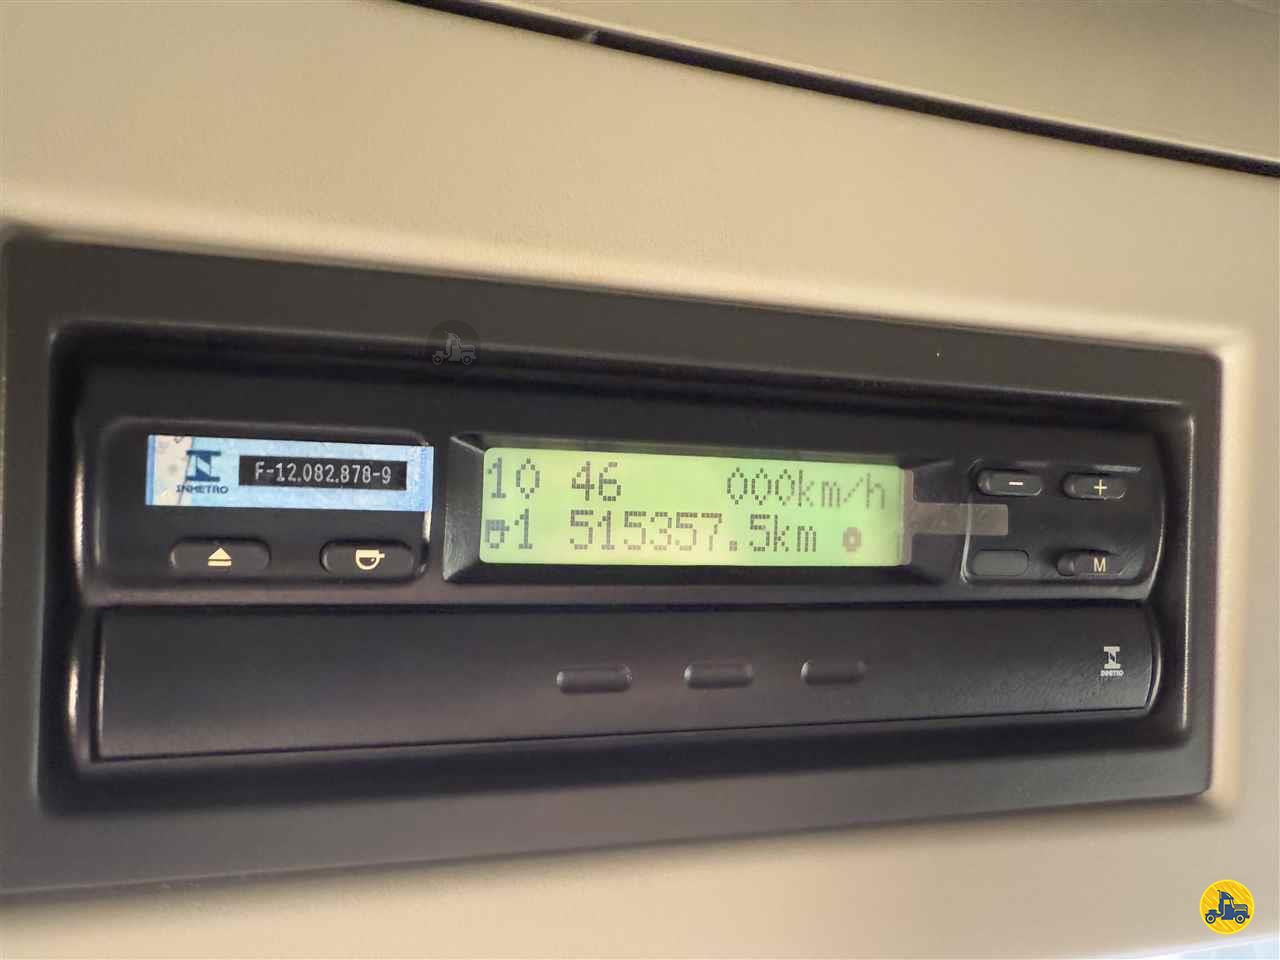 INMETRO
F-12.082.878-9
10 46 000km/h
1 515357.5km
- +
M
INMETRO